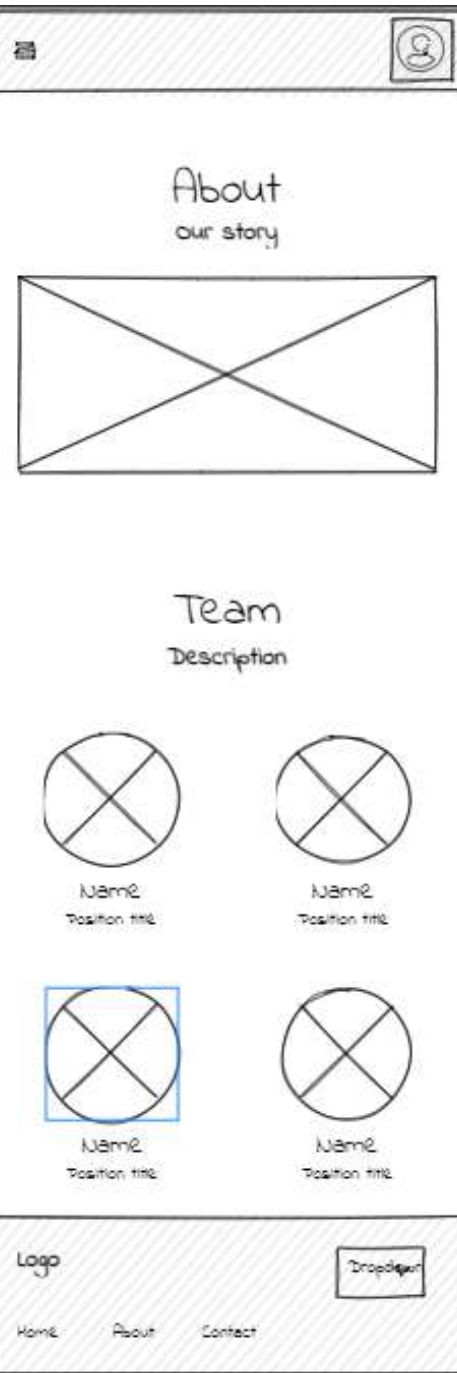 About
our story
Team
Description
Name Name
Position title Position title
Name Name
Position title Position title
Logo Dropdown
Home About Contact